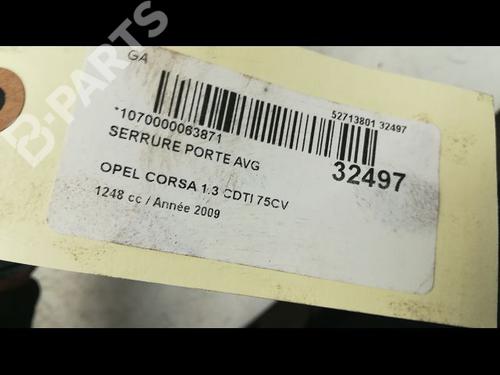 GA
B-PARTS
52713801 32497
*1070000063871
SERRURE PORTE AVG
32497
OPEL CORSA 1.3 CDTI 75CV
1248 cc / Année 2009